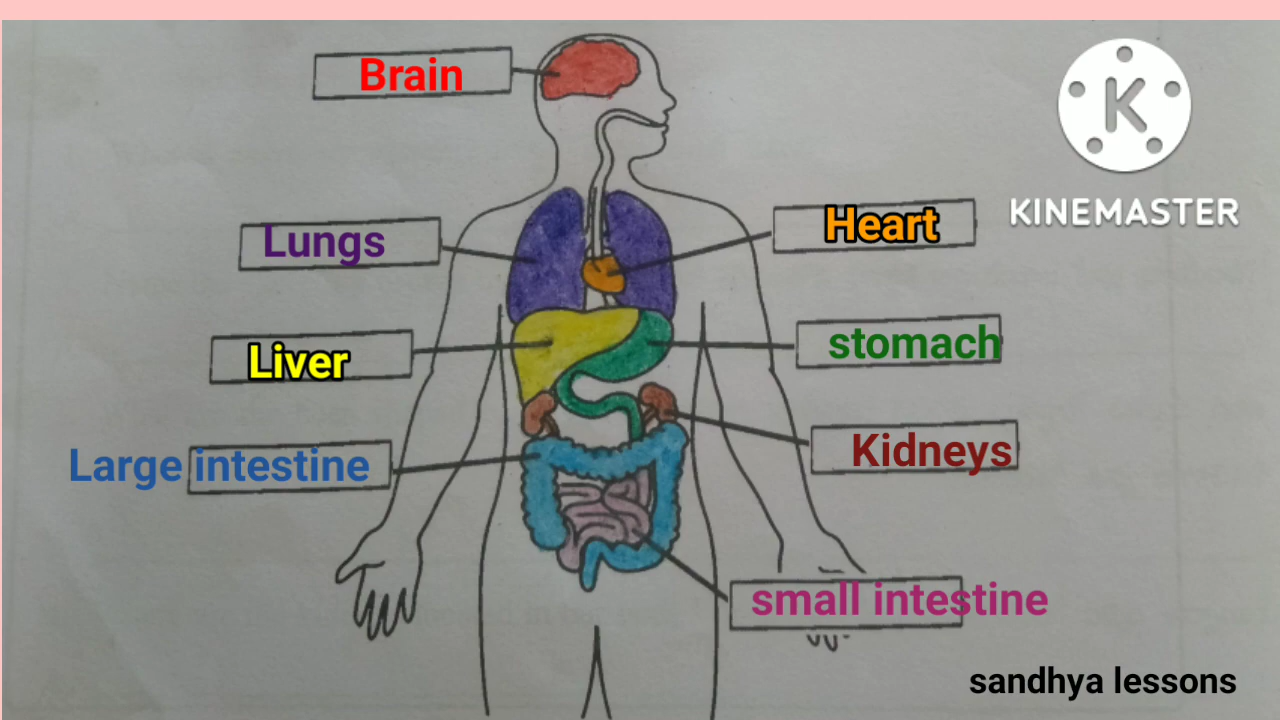 Brain
K
KINEMASTER
Lungs
Heart
Liver
stomach
Large intestine
Kidneys
small intestine
sandhya lessons